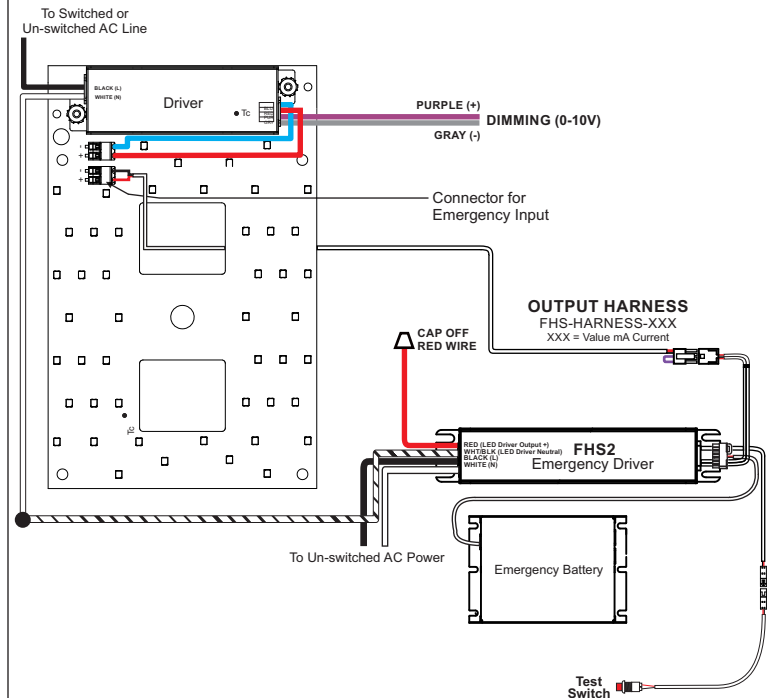 To Switched or
Un-switched AC Line
BLACK (L)
WHITE (N)
Driver
Tc
PURPLE (+)
DIMMING (0-10V)
GRAY (-)
-
+
-
+
Connector for
Emergency Input
OUTPUT HARNESS
FHS-HARNESS-XXX
XXX = Value mA Current
CAP OFF
RED WIRE
Tc
RED (LED Driver Output +)
WHT/BLK (LED Driver Neutral)
BLACK (L)
WHITE (N)
FHS2
Emergency Driver
To Un-switched AC Power
Emergency Battery
Test
Switch